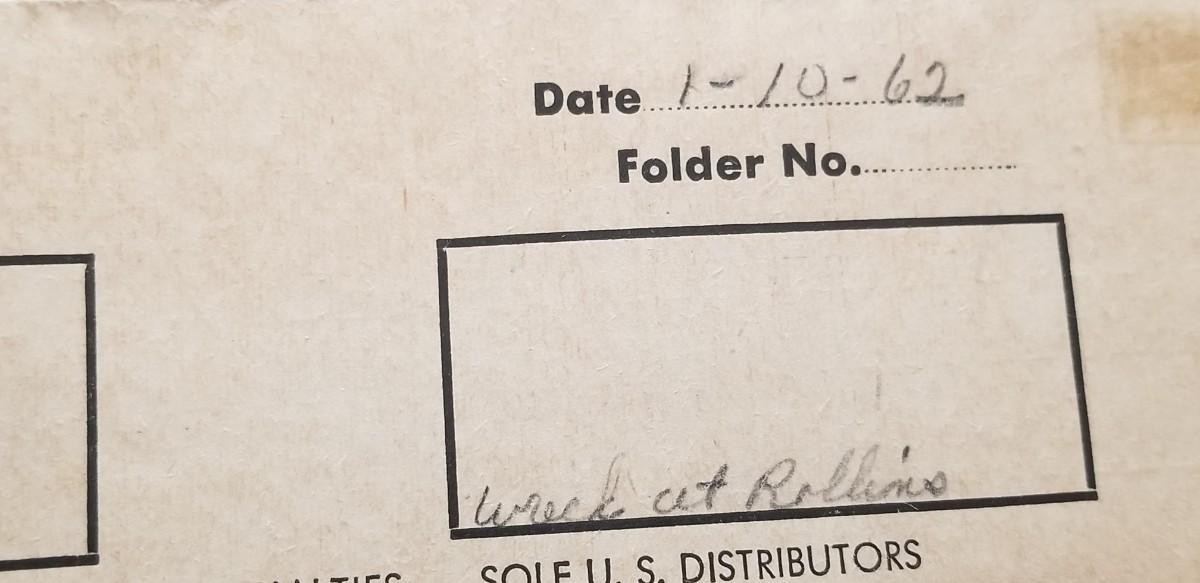 Date 1-10-62
Folder No.
wreck at Rollins
SOLE U. S. DISTRIBUTORS